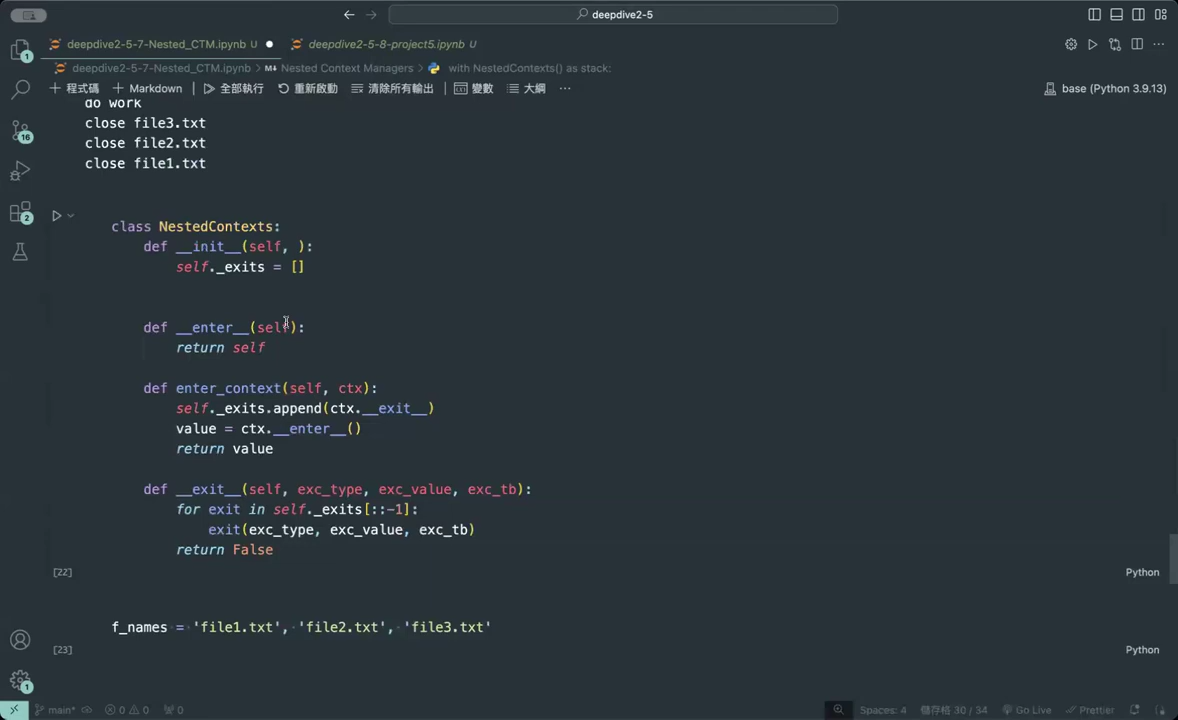 deepdive2-5
deepdive2-5-7-Nested_CTM.ipynb U
deepdive2-5-8-project5.ipynb U
deepdive2-5-7-Nested_CTM.ipynb > Nested Context Managers > with NestedContexts() as stack:
+ 程式碼 + Markdown 全部執行 重新啟動 清除所有輸出 變數 大綱 ... base (Python 3.9.13)
do work
close file3.txt
close file2.txt
close file1.txt
class NestedContexts:
def __init__(self, ):
self._exits = []
def __enter__(self):
return self
def enter_context(self, ctx):
self._exits.append(ctx.__exit__)
value = ctx.__enter__()
return value
def __exit__(self, exc_type, exc_value, exc_tb):
for exit in self._exits[::-1]:
exit(exc_type, exc_value, exc_tb)
return False
[22] Python
f_names = 'file1.txt', 'file2.txt', 'file3.txt'
[23] Python
1
16
2
1
main* 0 0 0 Spaces: 4 儲存格 30 / 34 Go Live Prettier